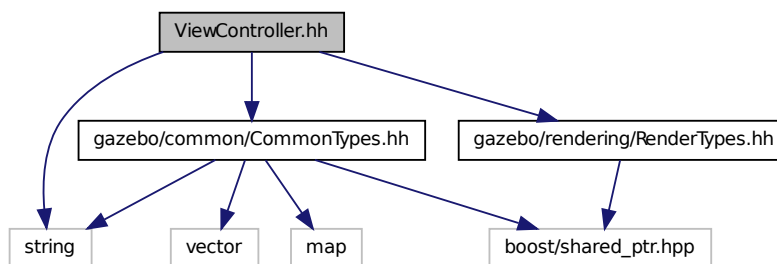 ViewController.hh
gazebo/common/CommonTypes.hh
gazebo/rendering/RenderTypes.hh
string
vector
map
boost/shared_ptr.hpp